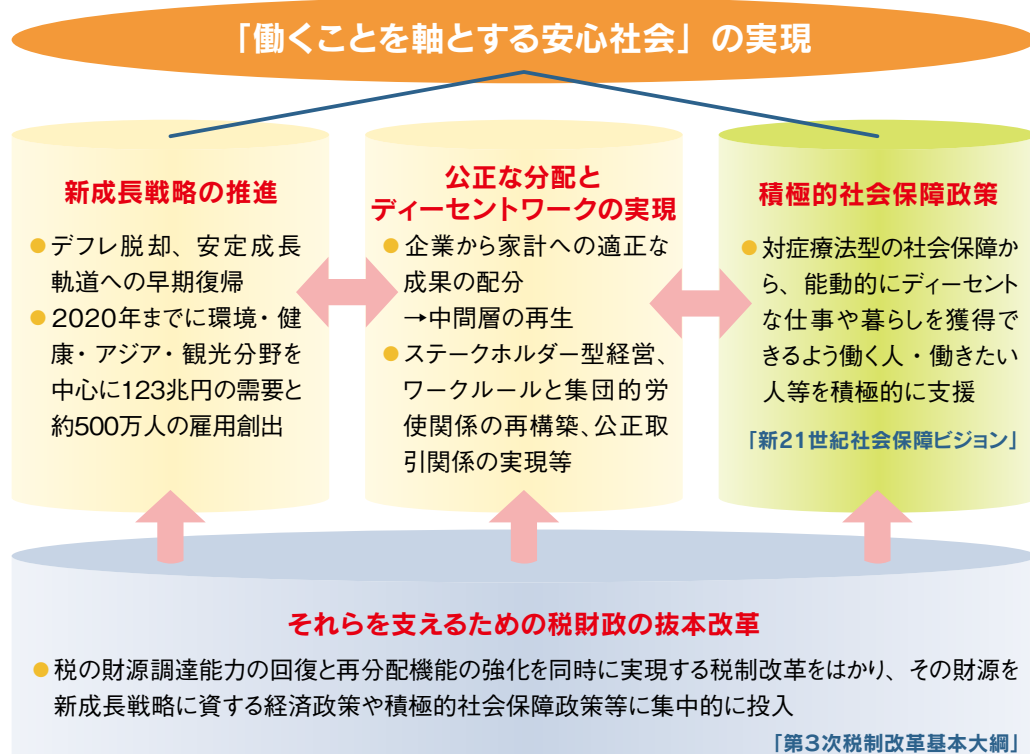 「働くことを軸とする安心社会」の実現
新成長戦略の推進
●デフレ脱却、安定成長
軌道への早期復帰
●2020年までに環境・健
康・アジア・観光分野を
中心に123兆円の需要と
約500万人の雇用創出
公正な分配と
ディーセントワークの実現
●企業から家計への適正な
成果の配分
→中間層の再生
●ステークホルダー型経営、
ワークルールと集団的労
使関係の再構築、公正取
引関係の実現等
積極的社会保障政策
●対症療法型の社会保障か
ら、能動的にディーセント
な仕事や暮らしを獲得で
きるよう働く人・働きたい
人等を積極的に支援
「新21世紀社会保障ビジョン」
それらを支えるための税財政の抜本改革
●税の財源調達能力の回復と再分配機能の強化を同時に実現する税制改革をはかり、その財源を
新成長戦略に資する経済政策や積極的社会保障政策等に集中的に投入
「第3次税制改革基本大綱」